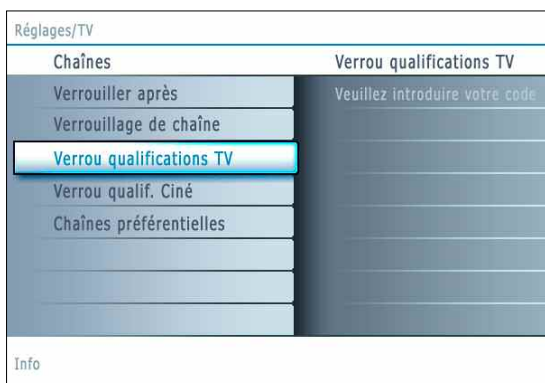 Réglages/TV
Chaînes
Verrou qualifications TV
Verrouiller après
Veuillez introduire votre code
Verrouillage de chaîne
Verrou qualifications TV
Verrou qualif. Ciné
Chaînes préférentielles
Info